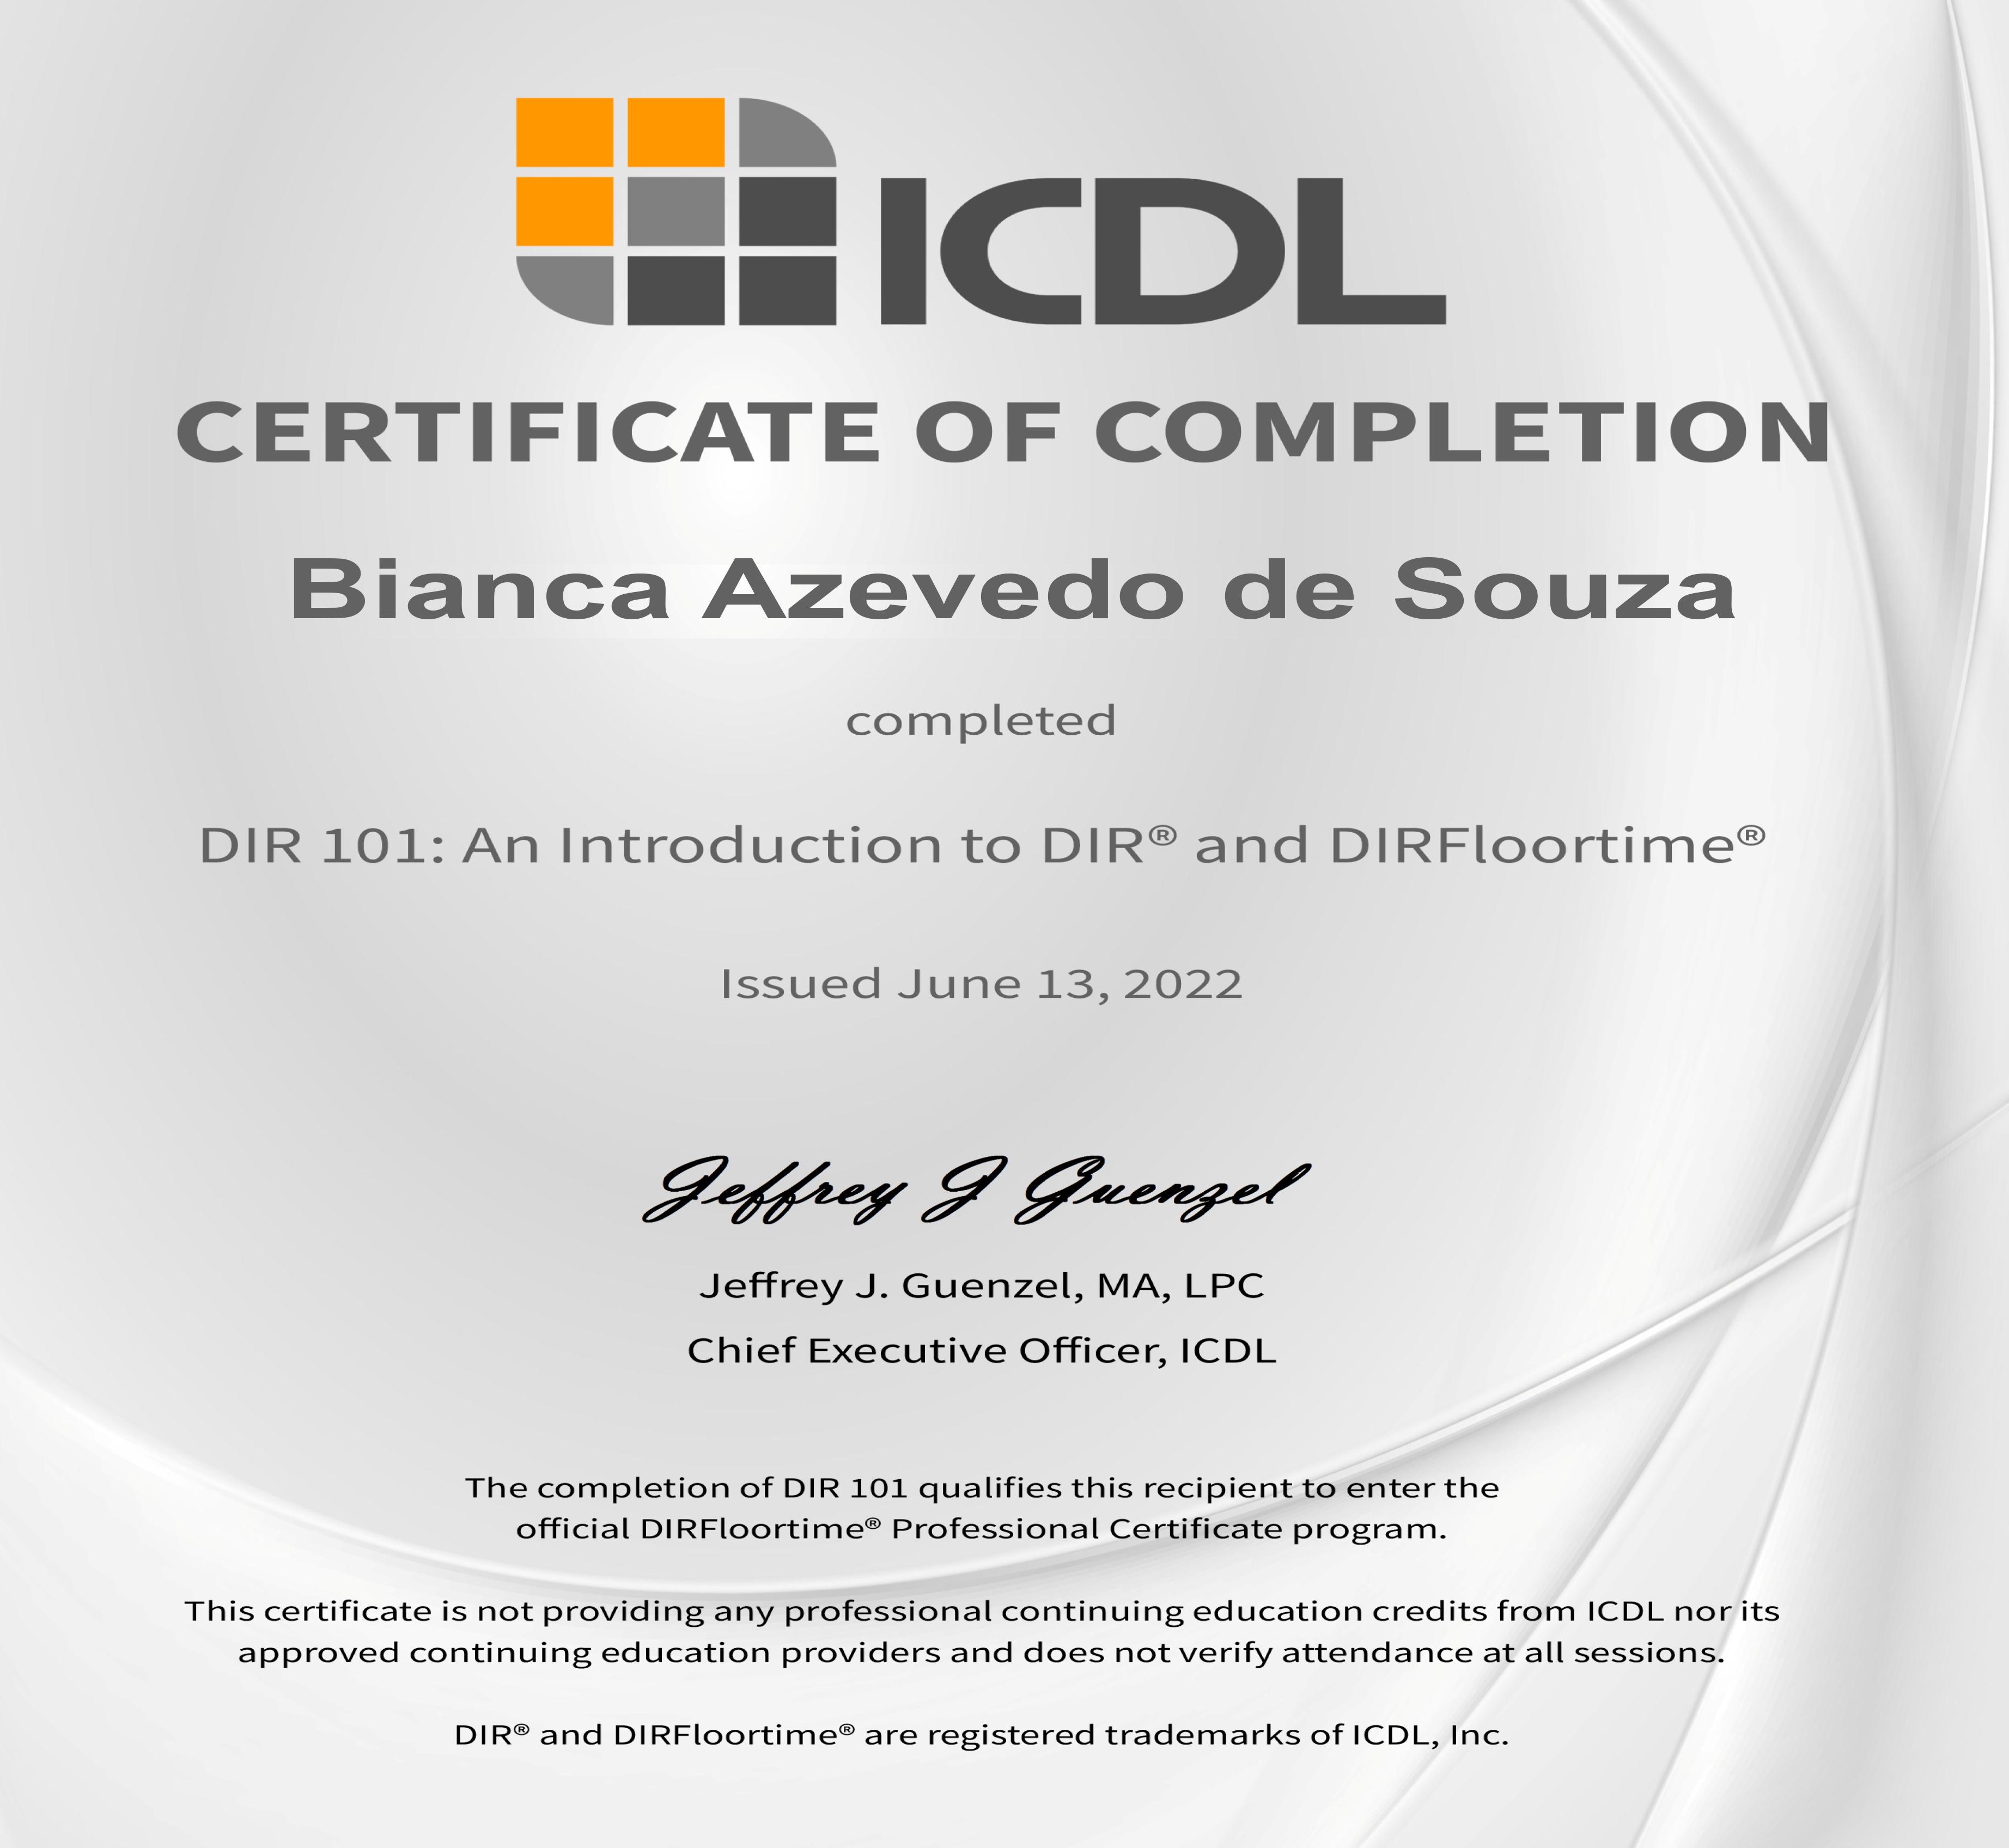 ICDL
CERTIFICATE OF COMPLETION
Bianca Azevedo de Souza
completed
DIR 101: An Introduction to DIR® and DIRFloortime®
Issued June 13, 2022
Jeffrey J Guenzel
Jeffrey J. Guenzel, MA, LPC
Chief Executive Officer, ICDL
The completion of DIR 101 qualifies this recipient to enter the
official DIRFloortime® Professional Certificate program.
This certificate is not providing any professional continuing education credits from ICDL nor its
approved continuing education providers and does not verify attendance at all sessions.
DIR® and DIRFloortime® are registered trademarks of ICDL, Inc.